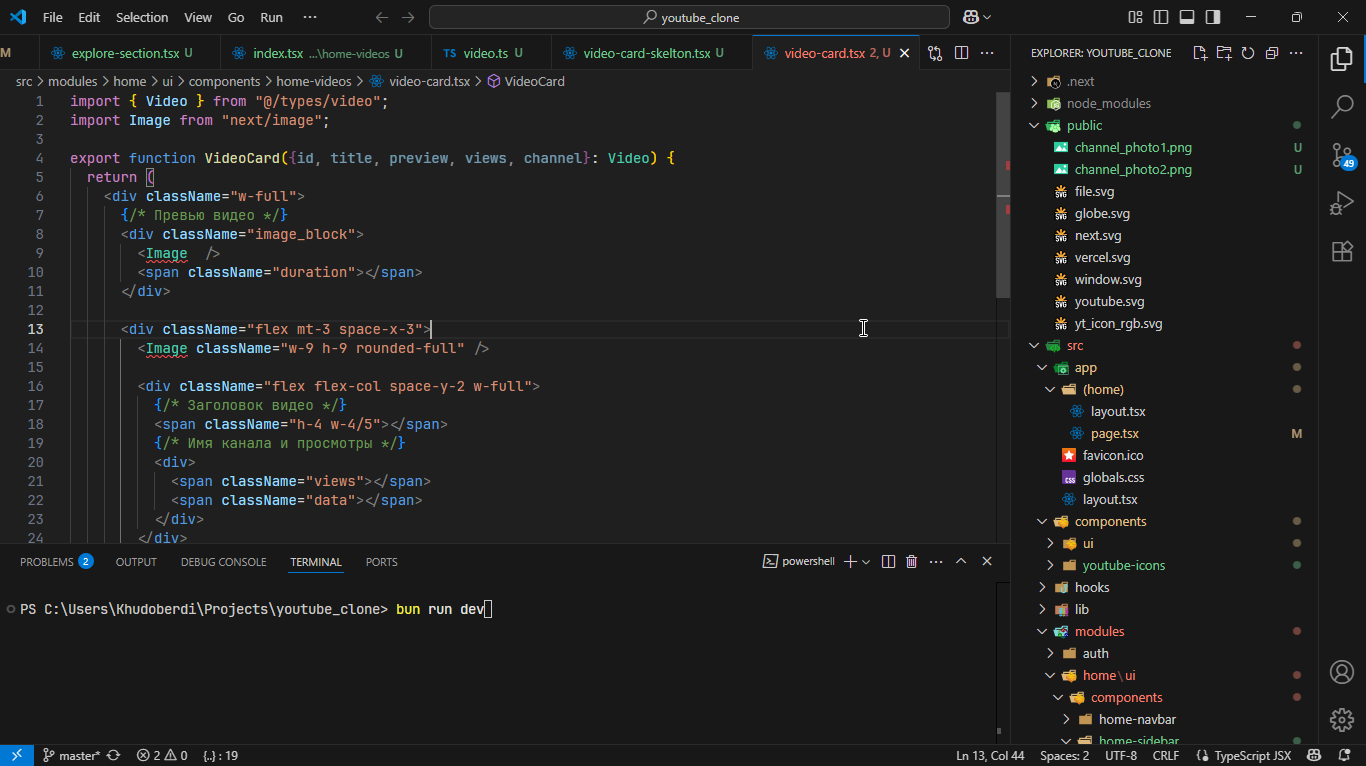 File Edit Selection View Go Run ··· youtube_clone
M explore-section.tsx U index.tsx ...\home-videos U video.ts U video-card-skelton.tsx U video-card.tsx 2, U
TS
src > modules > home > ui > components > home-videos > video-card.tsx > VideoCard
1 import { Video } from "@/types/video";
2 import Image from "next/image";
3
4 export function VideoCard({id, title, preview, views, channel}: Video) {
5 return (
6 <div className="w-full">
7 {/* Превью видео */}
8 <div className="image_block">
9 <Image />
10 <span className="duration"></span>
11 </div>
12
13 <div className="flex mt-3 space-x-3">
14 <Image className="w-9 h-9 rounded-full" />
15
16 <div className="flex flex-col space-y-2 w-full">
17 {/* Заголовок видео */}
18 <span className="h-4 w-4/5"></span>
19 {/* Имя канала и просмотры */}
20 <div>
21 <span className="views"></span>
22 <span className="data"></span>
23 </div>
24 </div>
PROBLEMS 2 OUTPUT DEBUG CONSOLE TERMINAL PORTS powershell
PS C:\Users\Khudoberdi\Projects\youtube_clone> bun run dev
EXPLORER: YOUTUBE_CLONE
.next
node_modules
public
channel_photo1.png U
channel_photo2.png U
file.svg
globe.svg
next.svg
vercel.svg
window.svg
youtube.svg
yt_icon_rgb.svg
src
app
(home)
layout.tsx
page.tsx M
favicon.ico
globals.css
layout.tsx
components
ui
youtube-icons
hooks
lib
modules
auth
home\ui
components
home-navbar
home-sidebar
49
master* 2 0 {..} : 19 Ln 13, Col 44 Spaces: 2 UTF-8 CRLF TypeScript JSX